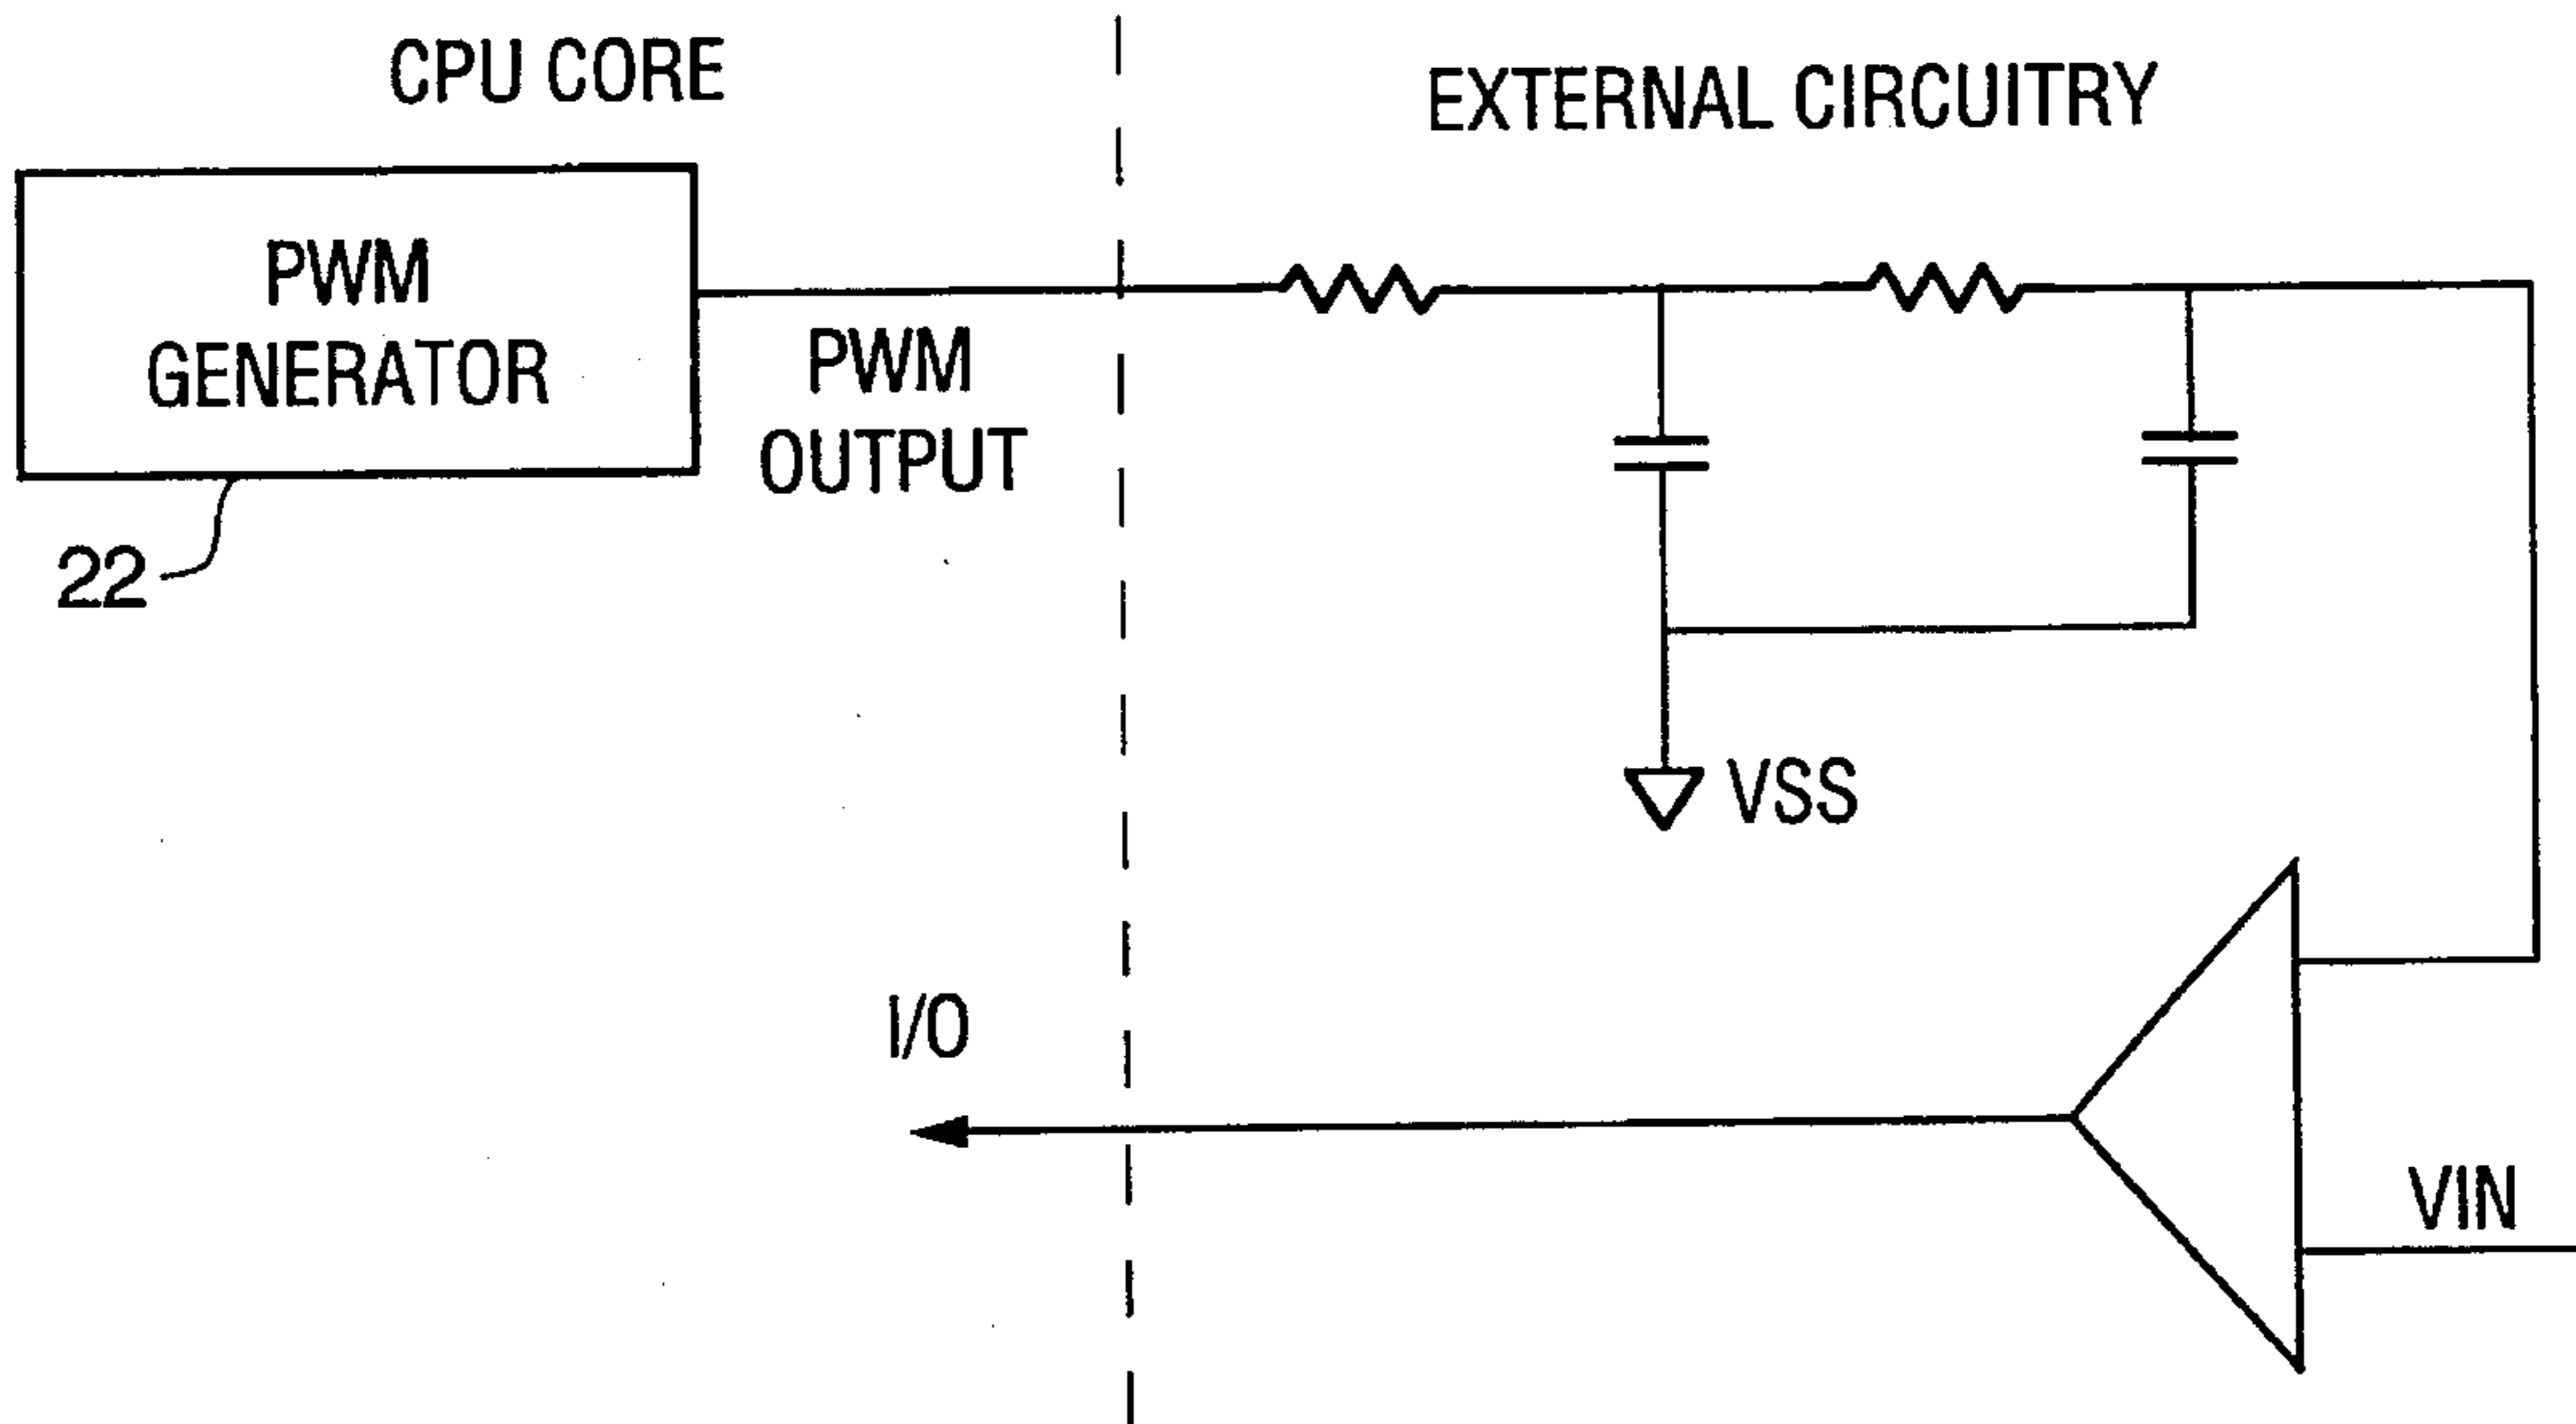 CPU CORE
EXTERNAL CIRCUITRY
PWM
GENERATOR
PWM
OUTPUT
22
VSS
I/O
VIN